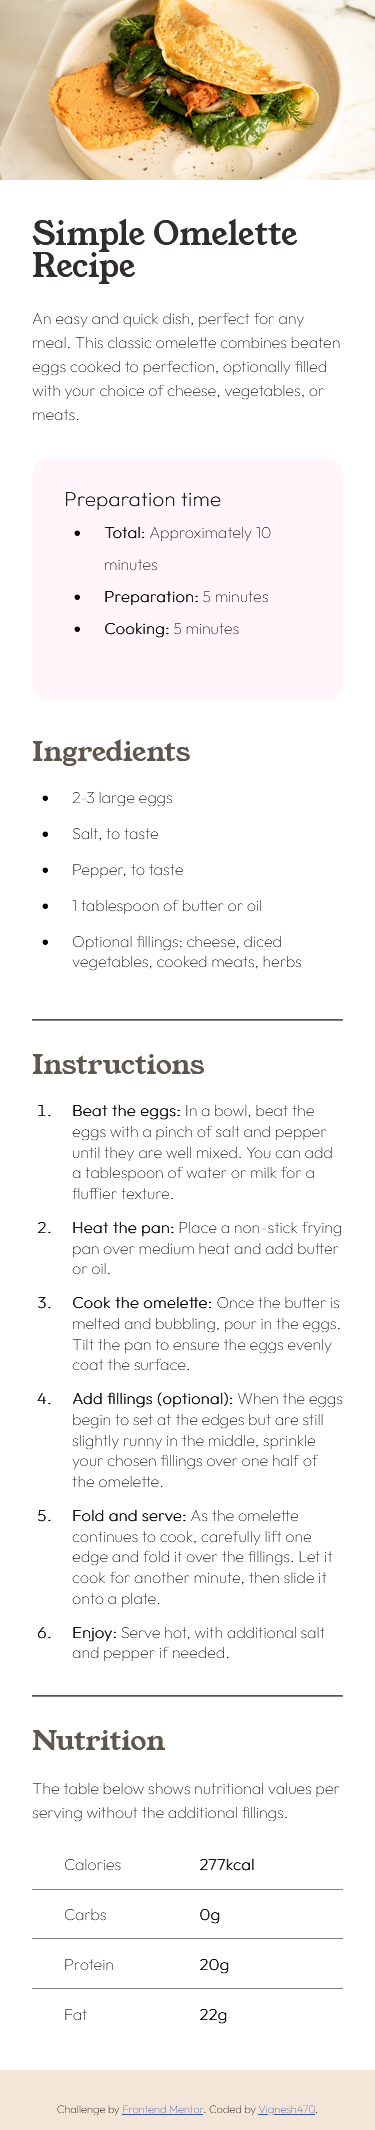 Simple Omelette
Recipe
An easy and quick dish, perfect for any
meal. This classic omelette combines beaten
eggs cooked to perfection, optionally filled
with your choice of cheese, vegetables, or
meats.
Preparation time
• Total: Approximately 10
minutes
• Preparation: 5 minutes
• Cooking: 5 minutes
Ingredients
• 2-3 large eggs
• Salt, to taste
• Pepper, to taste
• 1 tablespoon of butter or oil
• Optional fillings: cheese, diced
vegetables, cooked meats, herbs
Instructions
1. Beat the eggs: In a bowl, beat the
eggs with a pinch of salt and pepper
until they are well mixed. You can add
a tablespoon of water or milk for a
fluffier texture.
2. Heat the pan: Place a non-stick frying
pan over medium heat and add butter
or oil.
3. Cook the omelette: Once the butter is
melted and bubbling, pour in the eggs.
Tilt the pan to ensure the eggs evenly
coat the surface.
4. Add fillings (optional): When the eggs
begin to set at the edges but are still
slightly runny in the middle, sprinkle
your chosen fillings over one half of
the omelette.
5. Fold and serve: As the omelette
continues to cook, carefully lift one
edge and fold it over the fillings. Let it
cook for another minute, then slide it
onto a plate.
6. Enjoy: Serve hot, with additional salt
and pepper if needed.
Nutrition
The table below shows nutritional values per
serving without the additional fillings.
Calories 277kcal
Carbs 0g
Protein 20g
Fat 22g
Challenge by Frontend Mentor. Coded by Vignesh470.